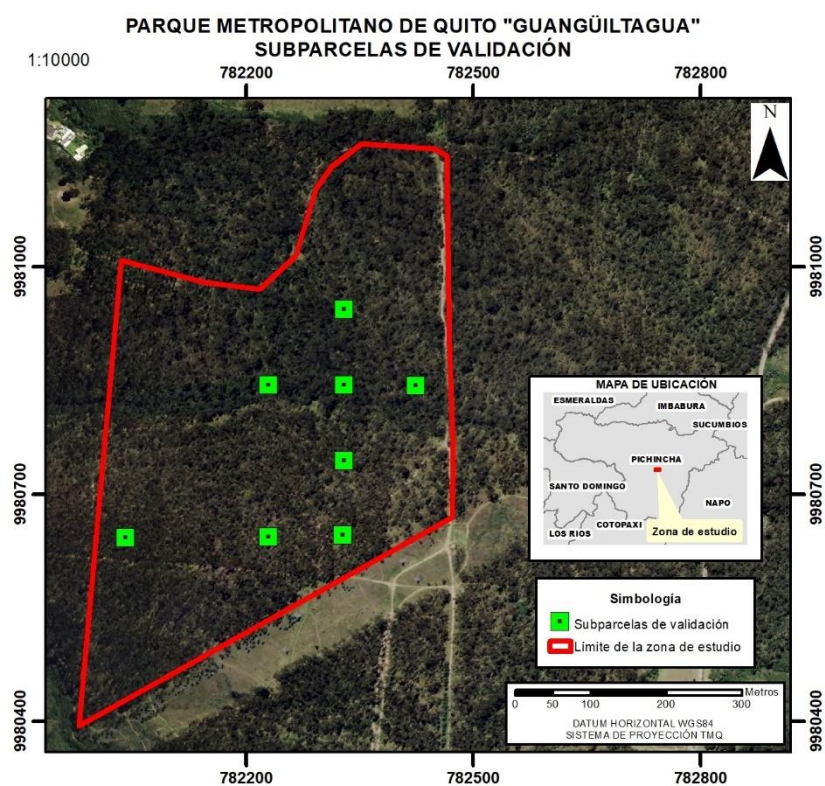 PARQUE METROPOLITANO DE QUITO "GUANGÜILTAGUA"
SUBPARCELAS DE VALIDACIÓN
1:10000
782200 782500 782800
N
9981000 9981000
MAPA DE UBICACIÓN
ESMERALDAS
IMBABURA
SUCUMBIOS
PICHINCHA
SANTO DOMINGO
NAPO
COTOPAXI
LOS RIOS
Zona de estudio
9980700 9980700
Simbología
Subparcelas de validación
Límite de la zona de estudio
0 50 100 200 300 Metros
DATUM HORIZONTAL WGS84
SISTEMA DE PROYECCIÓN TMQ
9980400 9980400
782200 782500 782800